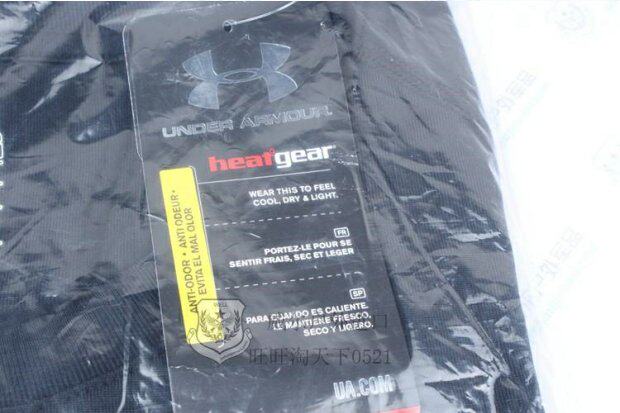 UNDER ARMOUR
heatgear
WEAR THIS TO FEEL
COOL, DRY & LIGHT.
FR
PORTEZ-LE POUR SE
SENTIR FRAIS, SEC ET LEGER
SP
PARA CUANDO ES CALIENTE.
LE MANTIENE FRESCO,
SECO Y LIGERO.
ANTI-ODOR • ANTI ODEUR •
EVITA EL MAL OLOR
旺旺淘天下0521
UA.COM